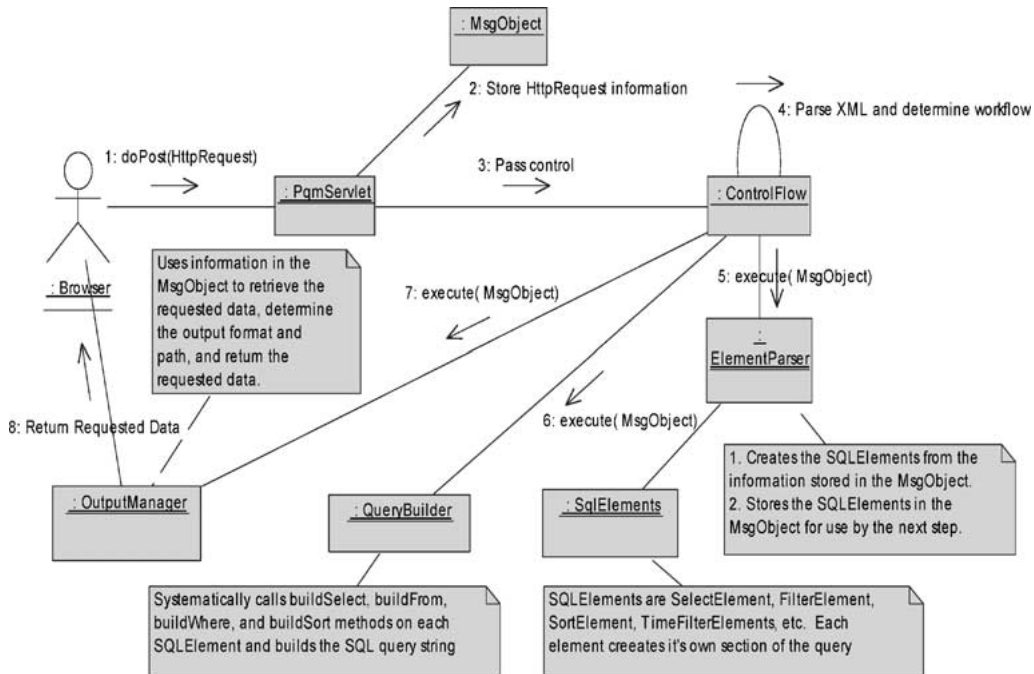 : MsgObject
2: Store HttpRequest information
4: Parse XML and determine workflow
1: doPost(HttpRequest)
3: Pass control
: PqmServlet
: ControlFlow
: Browser
Uses information in the
MsgObject to retrieve the
requested data, determine
the output format and
path, and return the
requested data.
7: execute( MsgObject)
5: execute( MsgObject)
:
ElementParser
8: Return Requested Data
6: execute( MsgObject)
1. Creates the SQLElements from the
information stored in the MsgObject.
2. Stores the SQLElements in the
MsgObject for use by the next step.
: OutputManager
: QueryBuilder
: SqlElements
Systematically calls buildSelect, buildFrom,
buildWhere, and buildSort methods on each
SQLElement and builds the SQL query string
SQLElements are SelectElement, FilterElement,
SortElement, TimeFilterElements, etc. Each
element creeates it's own section of the query